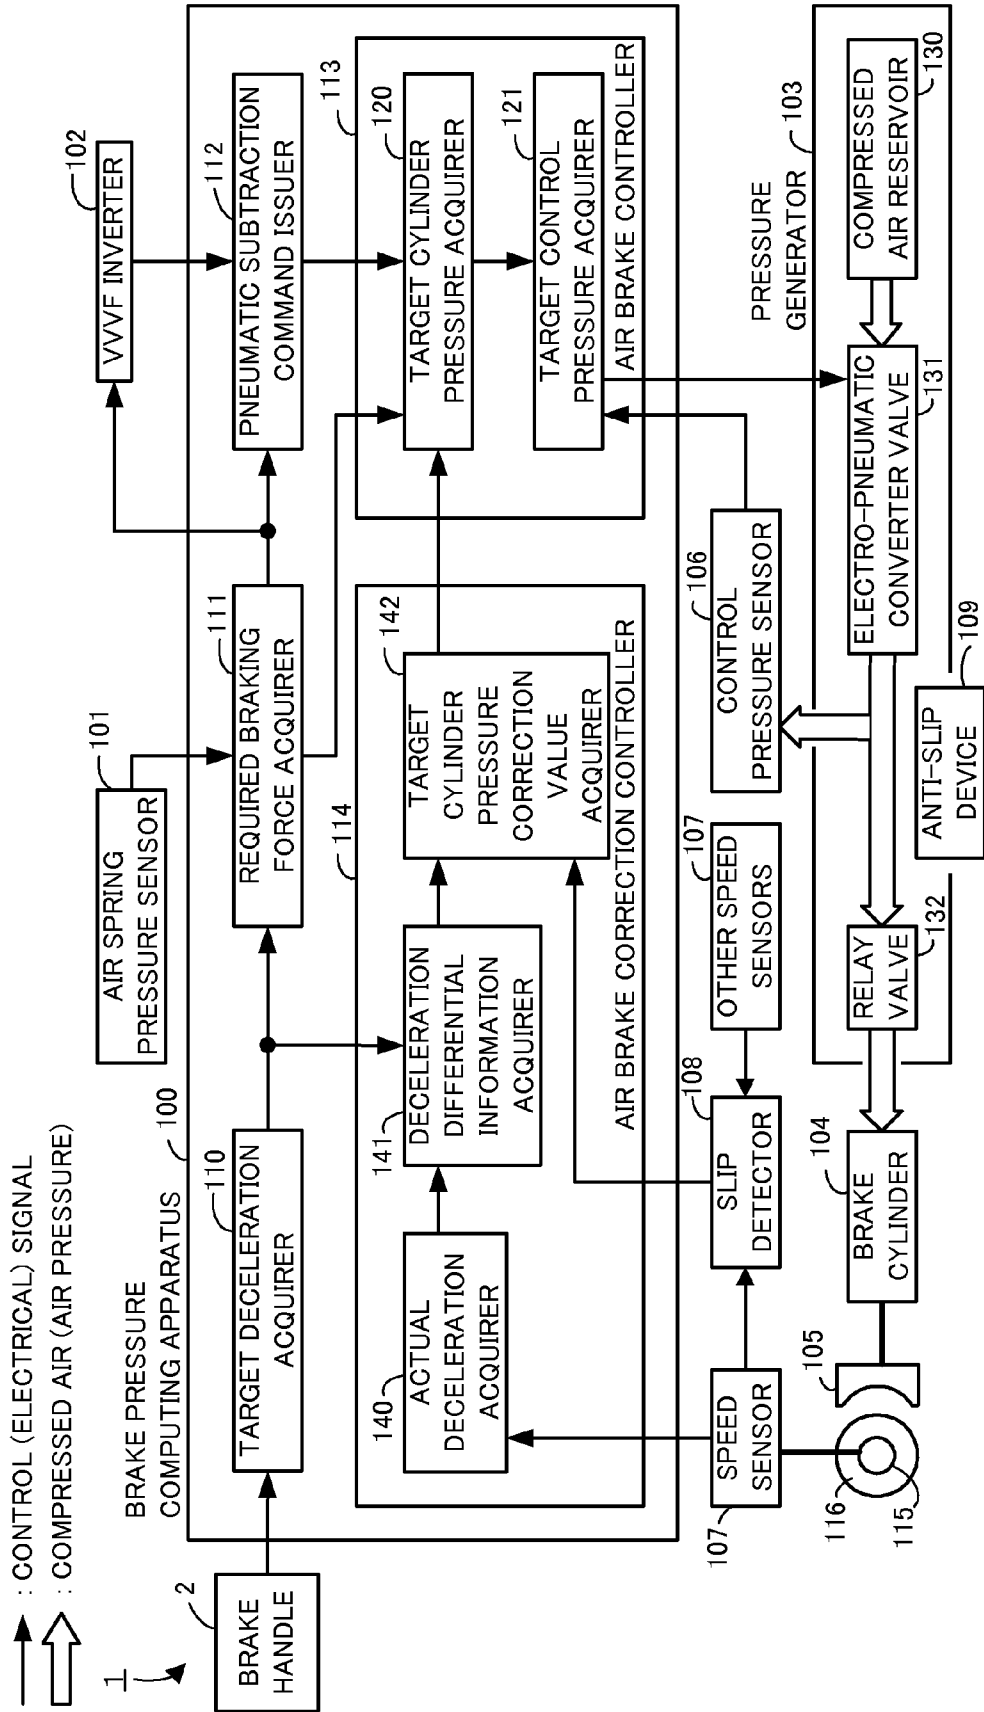 : CONTROL (ELECTRICAL) SIGNAL
: COMPRESSED AIR (AIR PRESSURE)
1
2
BRAKE
HANDLE
BRAKE PRESSURE
COMPUTING APPARATUS
100
110
TARGET DECELERATION
ACQUIRER
101
AIR SPRING
PRESSURE SENSOR
111
REQUIRED BRAKING
FORCE ACQUIRER
102
VVVF INVERTER
112
PNEUMATIC SUBTRACTION
COMMAND ISSUER
114
140
ACTUAL
DECELERATION
ACQUIRER
141
DECELERATION
DIFFERENTIAL
INFORMATION
ACQUIRER
142
TARGET
CYLINDER
PRESSURE
CORRECTION
VALUE
ACQUIRER
AIR BRAKE CORRECTION CONTROLLER
113
120
TARGET CYLINDER
PRESSURE ACQUIRER
121
TARGET CONTROL
PRESSURE ACQUIRER
AIR BRAKE CONTROLLER
107
SPEED
SENSOR
108
SLIP
DETECTOR
107
OTHER SPEED
SENSORS
106
CONTROL
PRESSURE SENSOR
PRESSURE
GENERATOR
103
116
115
105
104
BRAKE
CYLINDER
RELAY
VALVE
132
ELECTRO-PNEUMATIC
CONVERTER VALVE
131
COMPRESSED
AIR RESERVOIR
130
109
ANTI-SLIP
DEVICE